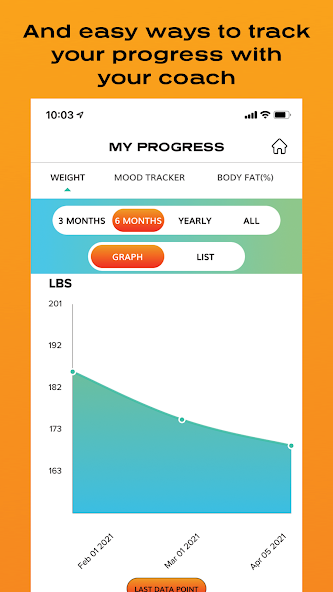 And easy ways to track
your progress with
your coach
10:03
MY PROGRESS
WEIGHT MOOD TRACKER BODY FAT(%)
3 MONTHS 6 MONTHS YEARLY ALL
GRAPH LIST
LBS
201
192
182
173
163
Feb 01 2021 Mar 01 2021 Apr 05 2021
LAST DATA POINT